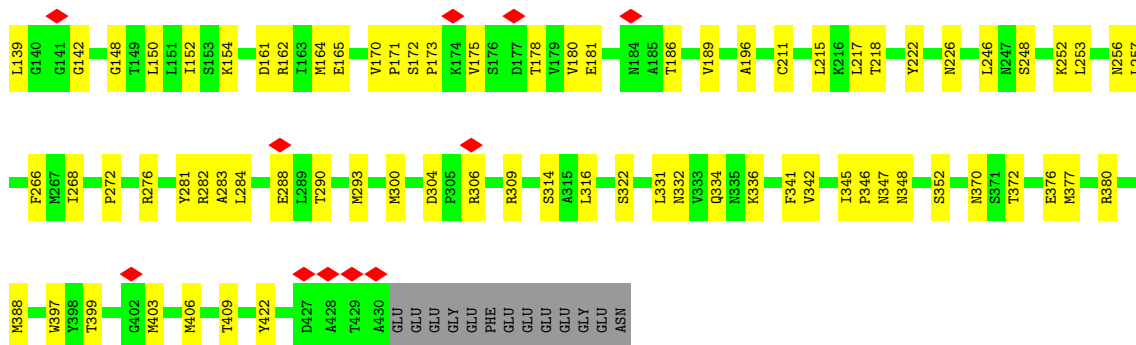 L139 G140 G141 G142 G148 T149 L150 L151 I152 S153 K154 D161 R162 I163 M164 E165 V170 P171 S172 P173 K174 V175 S176 D177 T178 V179 V180 E181 N184 A185 T186 V189 A196 C211 L215 K216 L217 T218 Y222 N226 L246 N247 S248 K252 L253 N256 L257
F266 M267 I268 P272 R276 Y281 R282 A283 L284 E288 L289 T290 M293 M300 D304 P305 R306 R309 S314 A315 L316 S322 L331 N332 V333 Q334 N335 K336 F341 V342 I345 P346 N347 N348 S352 N370 S371 T372 E376 M377 R380
M388 W397 Y398 T399 G402 M403 M406 T409 Y422 D427 A428 T429 A430 GLU GLU GLU GLY GLU PHE GLU GLU GLU GLU GLY GLU ASN